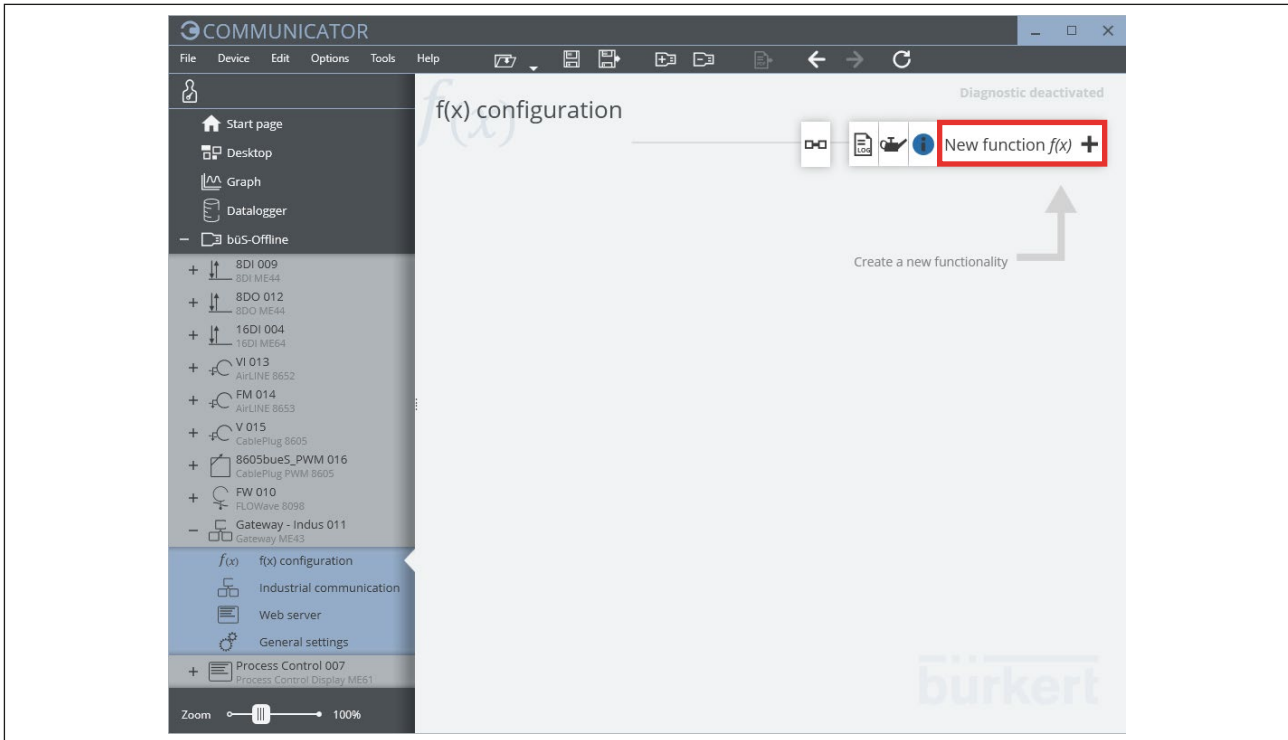 COMMUNICATOR
File Device Edit Options Tools Help
Start page
Desktop
Graph
Datalogger
büS-Offline
8DI 009
8DI ME44
8DO 012
8DO ME44
16DI 004
16DI ME64
VI 013
AirLINE 8652
FM 014
AirLINE 8653
V 015
CablePlug 8605
8605bueS_PWM 016
CablePlug PWM 8605
FW 010
FLOWave 8098
Gateway - Indus 011
Gateway ME43
f(x) f(x) configuration
Industrial communication
Web server
General settings
Process Control 007
Process Control Display ME61
Zoom 100%
f(x)
f(x) configuration
Diagnostic deactivated
LOG
i
New function f(x) +
Create a new functionality
bürkert